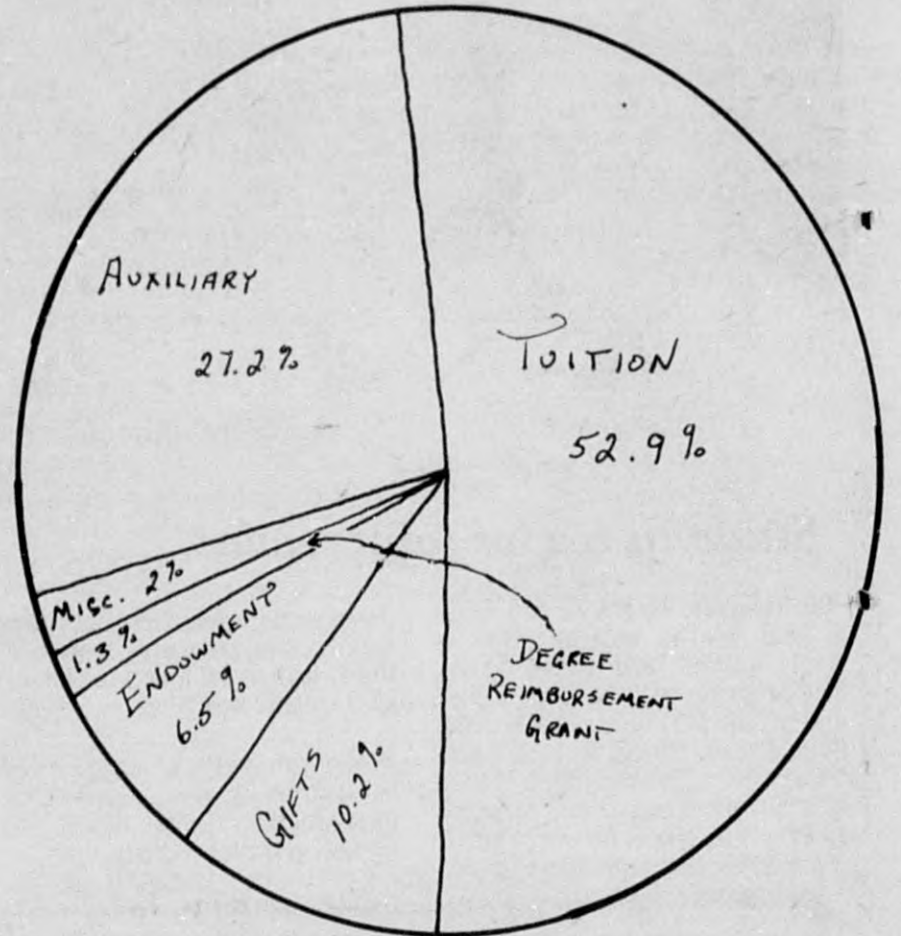 AUXILIARY
27.2%
TUITION
52.9%
MISC. 2%
1.3%
ENDOWMENT
6.5%
GIFTS
10.2%
DEGREE
REIMBURSEMENT
GRANT